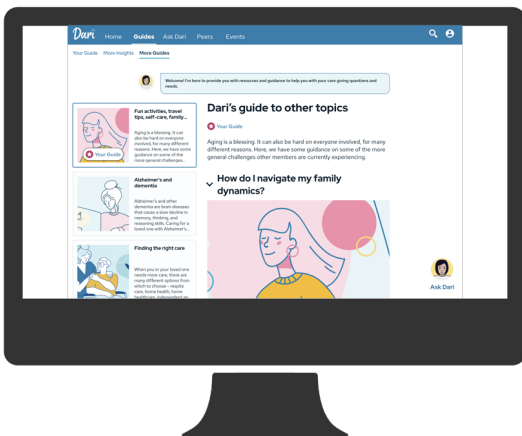 Dari Home Guides Ask Dari Peers Events
Your Guide More Insights More Guides
Welcome! I'm here to provide you with resources and guidance to help you with your care giving questions and
needs.
Fun activities, travel
tips, self-care, family...
Aging is a blessing. It can
also be hard on everyone
involved, for many different
reasons. Here, we have some
guidance on some of the
more general challenges...
Your Guide
Alzheimer's and
dementia
Alzheimer's and other
dementia are brain diseases
that cause a slow decline in
memory, thinking, and
reasoning skills. Caring for a
loved one with Alzheimer's...
Finding the right care
When you or your loved one
needs more care, there are
many different options from
which to choose - respite
care, home health, home
healthcare, independent
Dari's guide to other topics
Your Guide
Aging is a blessing. It can also be hard on everyone involved, for many
different reasons. Here, we have some guidance on some of the more
general challenges other members are currently experiencing.
How do I navigate my family
dynamics?
Ask Dari